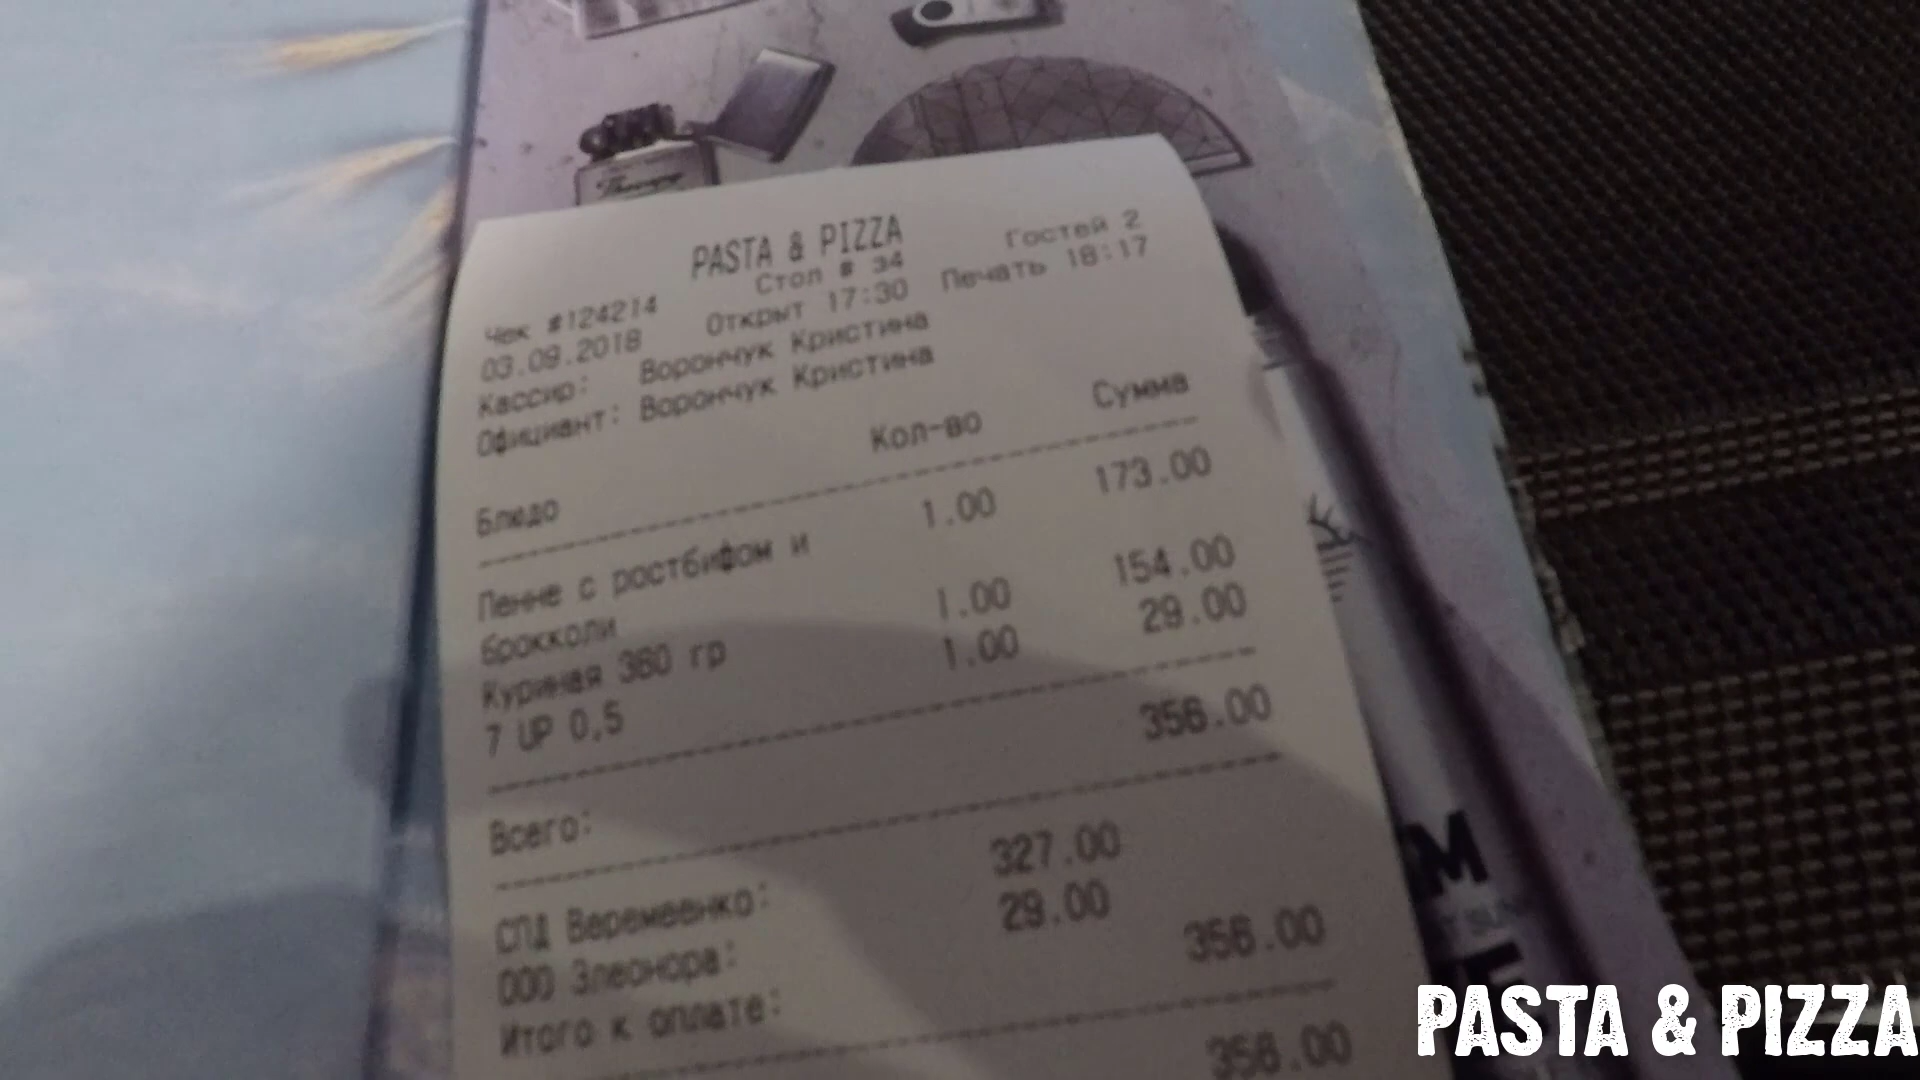 PASTA & PIZZA
Стол # 34
Гостей 2
Чек #124214
03.09.2018 Открыт 17:30 Печать 18:17
Кассир: Ворончук Кристина
Официант: Ворончук Кристина
Блюдо Кол-во Сумма
Пенне с ростбифом и 1.00 173.00
брокколи
Куриная 360 гр 1.00 154.00
7 UP 0,5 1.00 29.00
Всего: 356.00
СПД Веремеенко: 327.00
ООО Элеонора: 29.00
Итого к оплате: 356.00
356.00
PASTA & PIZZA